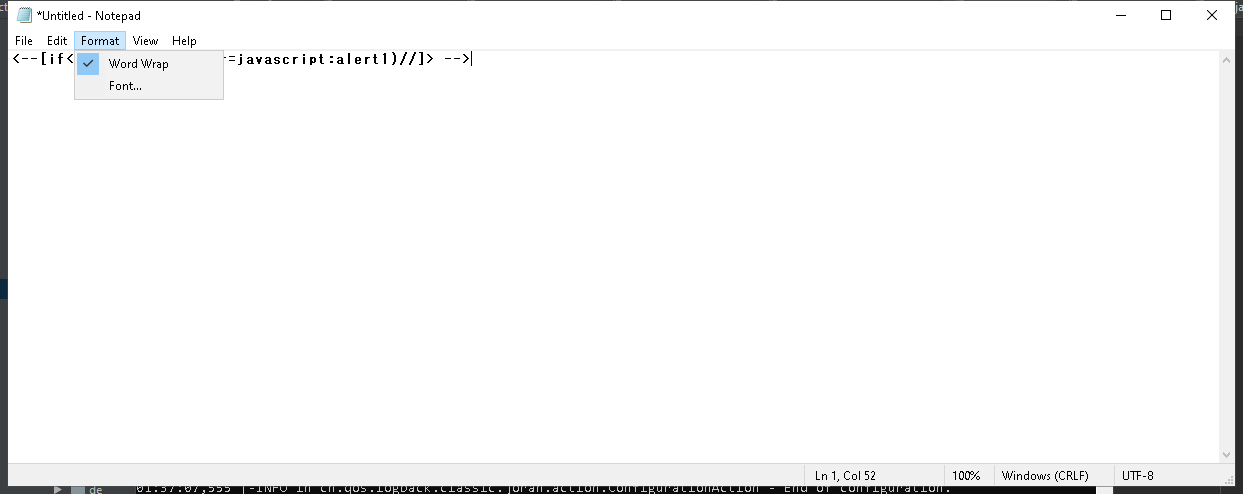 *Untitled - Notepad
File Edit Format View Help
<--[if< =javascript:alert1)//]> -->
Word Wrap
Font...
Ln 1, Col 52 100% Windows (CRLF) UTF-8
de 01:37:07,555 |-INFO in ch.qos.logback.classic.joran.action.ConfigurationAction - End of configuration.